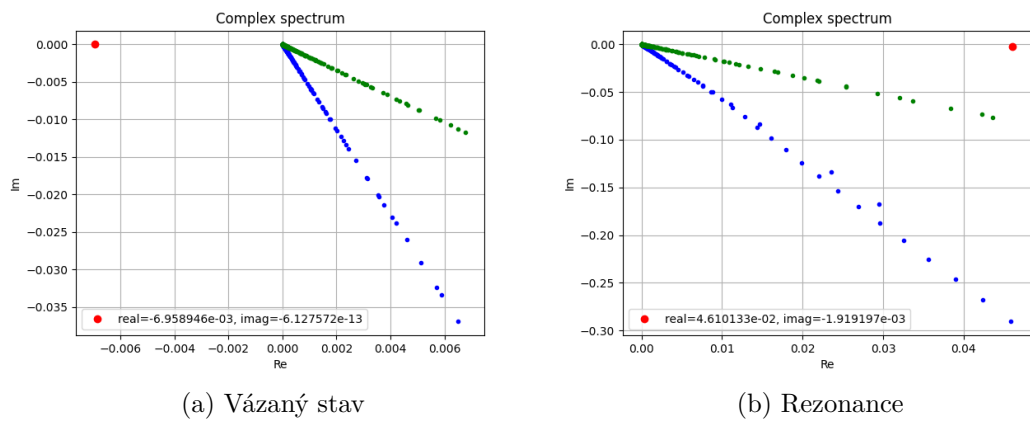 Complex spectrum
0.000
−0.005
−0.010
−0.015
−0.020
−0.025
−0.030
−0.035
Im
real=-6.958946e-03, imag=-6.127572e-13
−0.006 −0.004 −0.002 0.000 0.002 0.004 0.006
Re
(a) Vázaný stav
Complex spectrum
0.00
−0.05
−0.10
−0.15
−0.20
−0.25
−0.30
Im
real=4.610133e-02, imag=-1.919197e-03
0.00 0.01 0.02 0.03 0.04
Re
(b) Rezonance